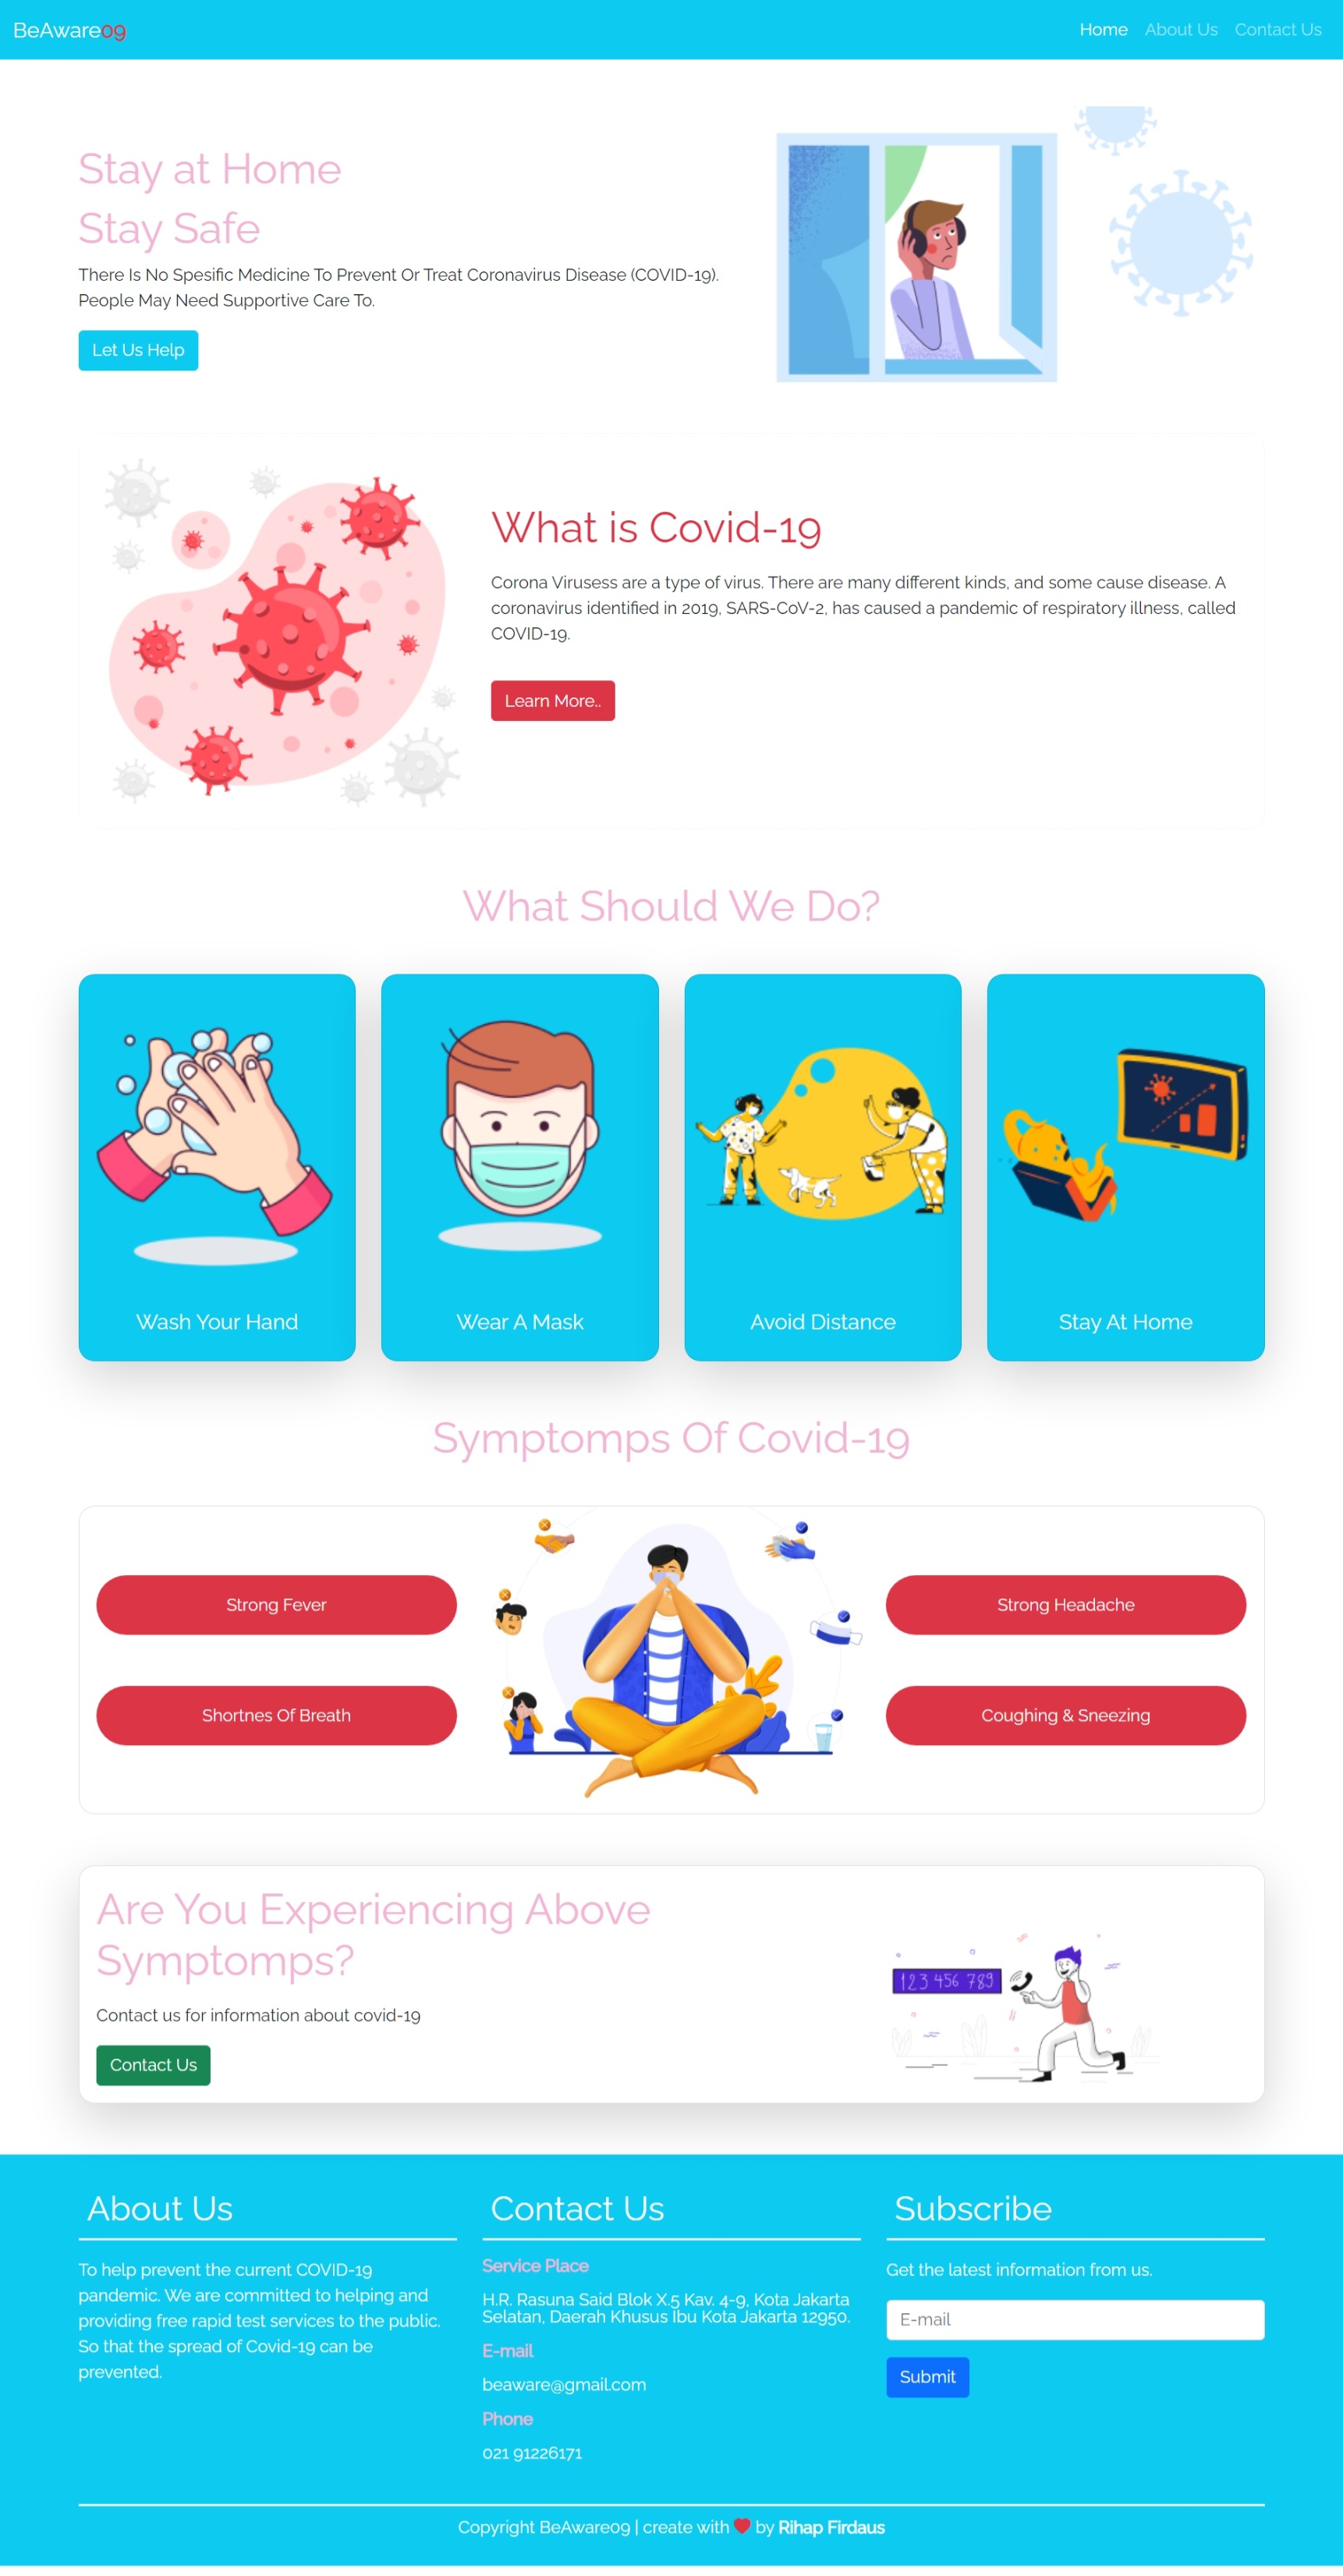 BeAware09
Home About Us Contact Us
Stay at Home
Stay Safe
There Is No Spesific Medicine To Prevent Or Treat Coronavirus Disease (COVID-19).
People May Need Supportive Care To.
Let Us Help
What is Covid-19
Corona Virusess are a type of virus. There are many different kinds, and some cause disease. A
coronavirus identified in 2019, SARS-CoV-2, has caused a pandemic of respiratory illness, called
COVID-19.
Learn More..
What Should We Do?
Wash Your Hand
Wear A Mask
Avoid Distance
Stay At Home
Symptomps Of Covid-19
Strong Fever
Shortnes Of Breath
Strong Headache
Coughing & Sneezing
Are You Experiencing Above
Symptomps?
Contact us for information about covid-19
Contact Us
123 456 789
About Us
To help prevent the current COVID-19
pandemic. We are committed to helping and
providing free rapid test services to the public.
So that the spread of Covid-19 can be
prevented.
Contact Us
Service Place
H.R. Rasuna Said Blok X.5 Kav. 4-9, Kota Jakarta
Selatan, Daerah Khusus Ibu Kota Jakarta 12950.
E-mail
beaware@gmail.com
Phone
021 91226171
Subscribe
Get the latest information from us.
E-mail
Submit
Copyright BeAware09 | create with ❤ by Rihap Firdaus